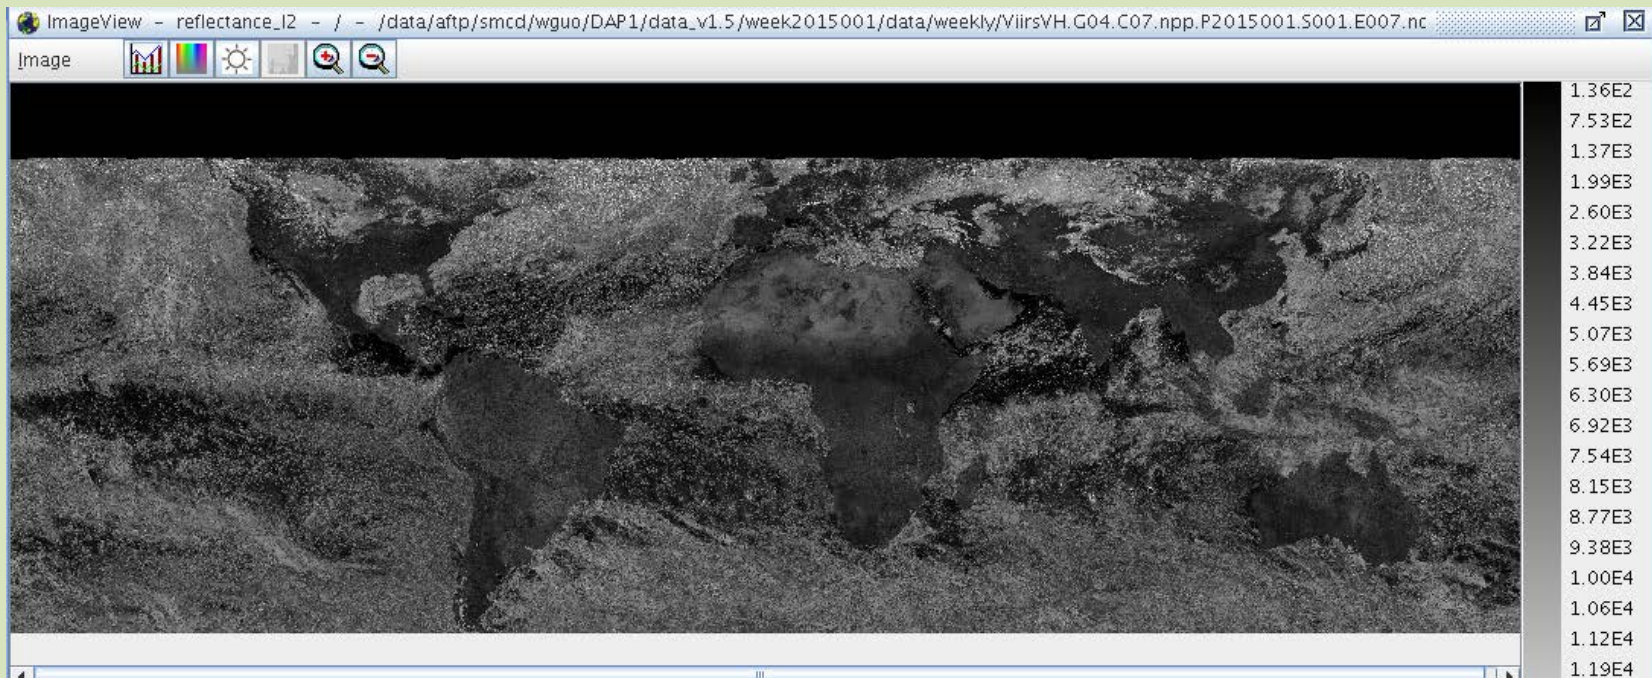 ImageView - reflectance_I2 - / - /data/aftp/smcd/wguo/DAP1/data_v1.5/week2015001/data/weekly/ViirsVH.G04.C07.npp.P2015001.S001.E007.nc
Image
1.36E2
7.53E2
1.37E3
1.99E3
2.60E3
3.22E3
3.84E3
4.45E3
5.07E3
5.69E3
6.30E3
6.92E3
7.54E3
8.15E3
8.77E3
9.38E3
1.00E4
1.06E4
1.12E4
1.19E4